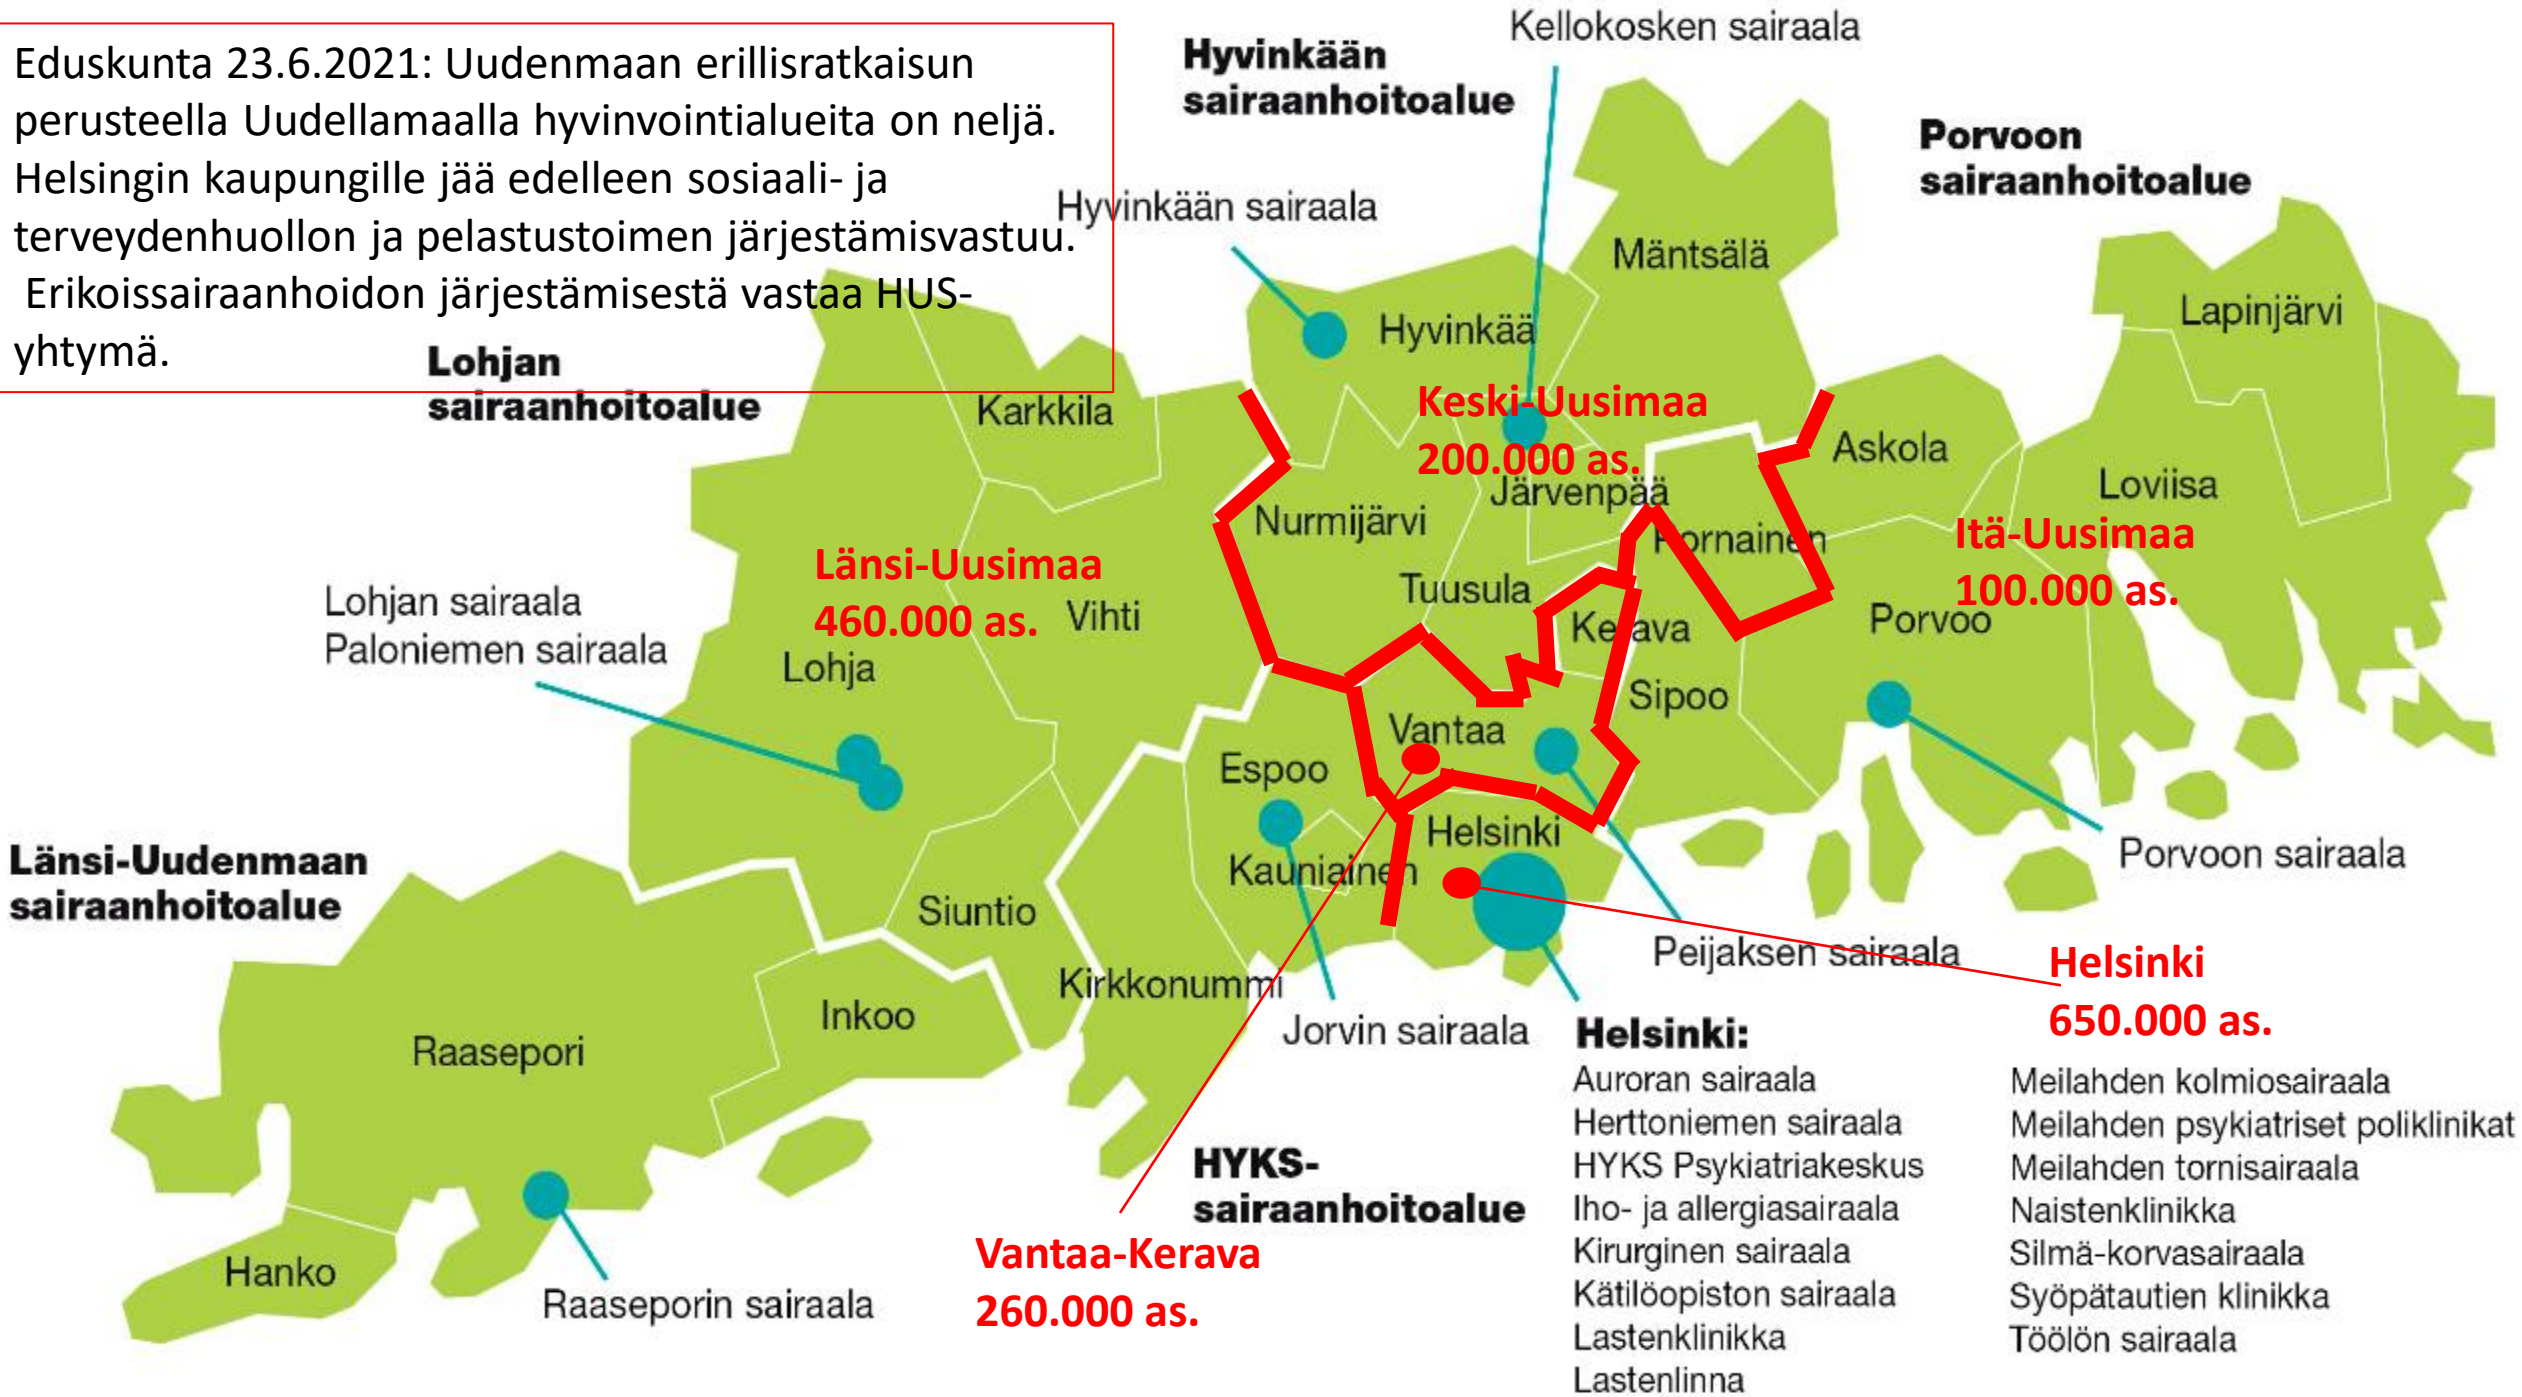 Eduskunta 23.6.2021: Uudenmaan erillisratkaisun
perusteella Uudellamaalla hyvinvointialueita on neljä.
Helsingin kaupungille jää edelleen sosiaali- ja
terveydenhuollon ja pelastustoimen järjestämisvastuu.
Erikoissairaanhoidon järjestämisestä vastaa HUS-
yhtymä.
Kellokosken sairaala
Hyvinkään
sairaanhoitoalue
Porvoon
sairaanhoitoalue
Hyvinkään sairaala
Mäntsälä
Lapinjärvi
Hyvinkää
Lohjan
sairaanhoitoalue
Karkkila
Keski-Uusimaa
200.000 as.
Askola
Loviisa
Järvenpää
Nurmijärvi
Pornainen
Itä-Uusimaa
100.000 as.
Länsi-Uusimaa
460.000 as.
Tuusula
Lohjan sairaala
Paloniemen sairaala
Vihti
Kerava
Porvoo
Lohja
Sipoo
Vantaa
Espoo
Helsinki
Porvoon sairaala
Länsi-Uudenmaan
sairaanhoitoalue
Kauniainen
Siuntio
Peijaksen sairaala
Helsinki
650.000 as.
Kirkkonummi
Inkoo
Jorvin sairaala
Raasepori
Helsinki:
Auroran sairaala
Herttoniemen sairaala
HYKS Psykiatriakeskus
Iho- ja allergiasairaala
Kirurginen sairaala
Kätilöopiston sairaala
Lastenklinikka
Lastenlinna
Meilahden kolmiosairaala
Meilahden psykiatriset poliklinikat
Meilahden tornisairaala
Naistenklinikka
Silmä-korvasairaala
Syöpätautien klinikka
Töölön sairaala
HYKS-
sairaanhoitoalue
Vantaa-Kerava
260.000 as.
Hanko
Raaseporin sairaala